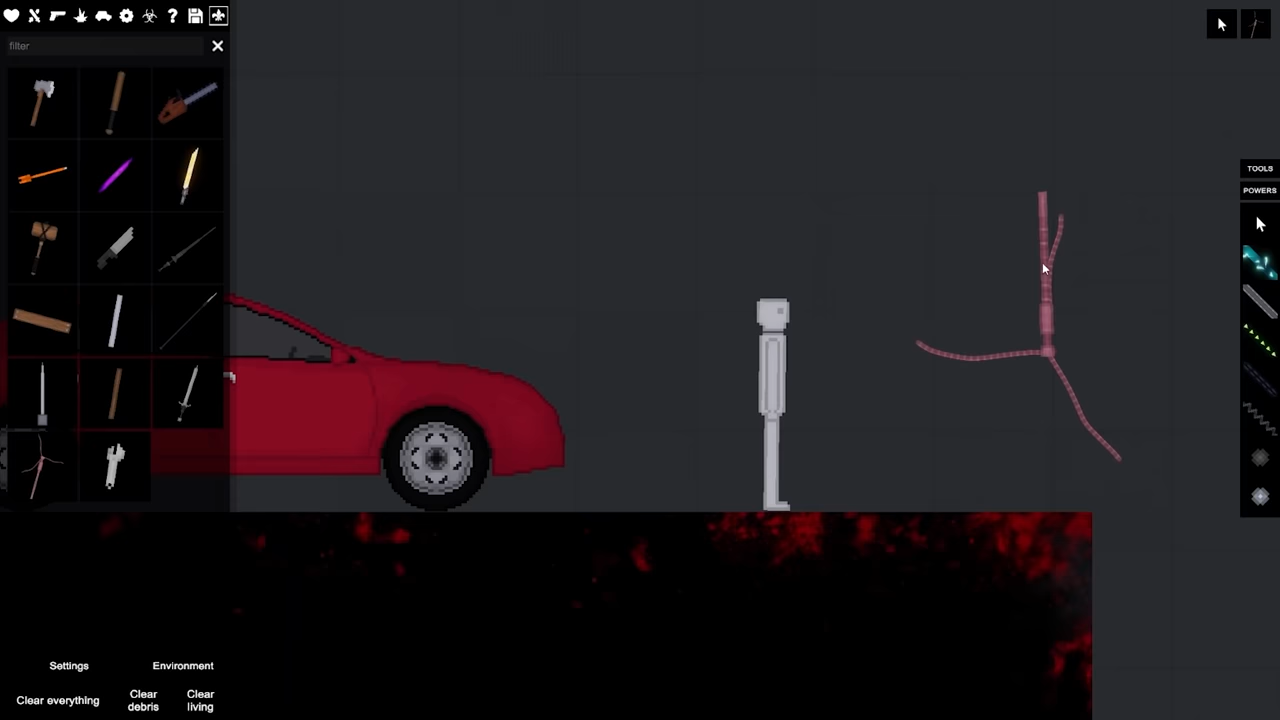 filter
TOOLS
POWERS
Settings
Environment
Clear everything
Clear
debris
Clear
living